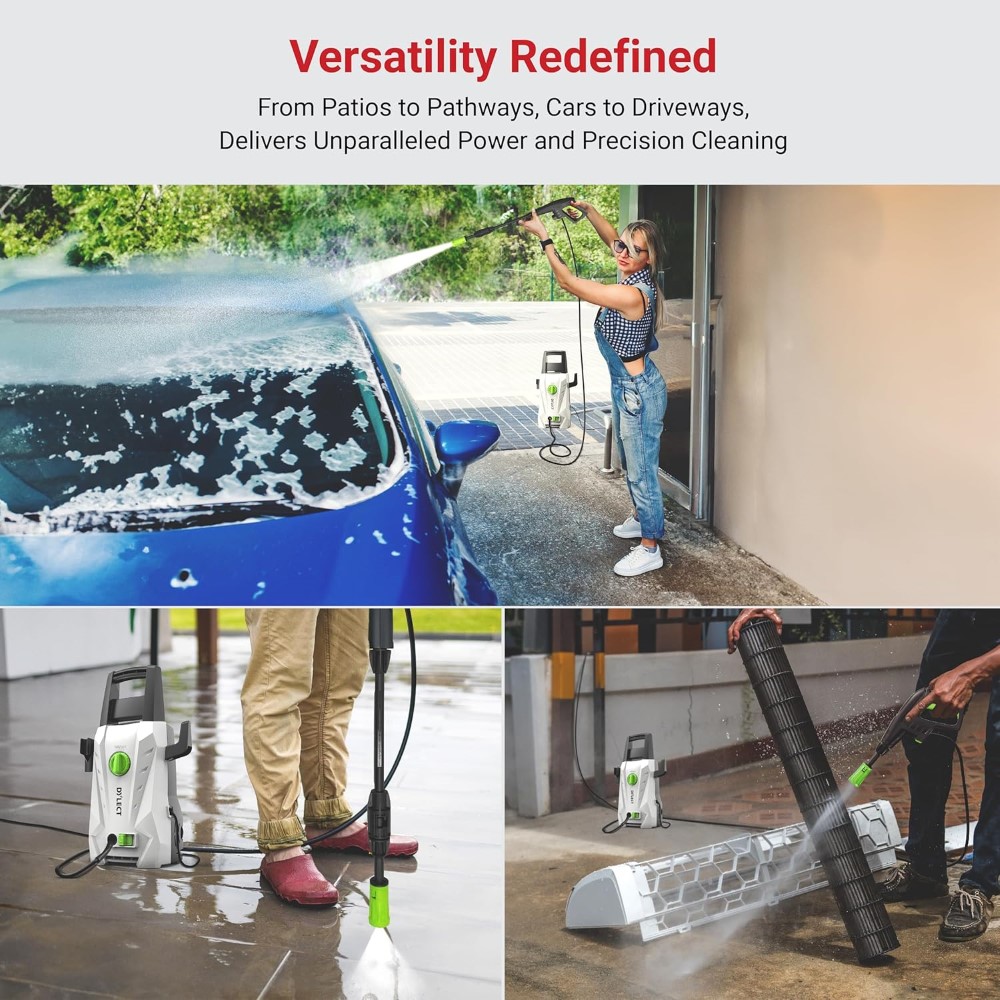 Versatility Redefined
From Patios to Pathways, Cars to Driveways,
Delivers Unparalleled Power and Precision Cleaning
DYLECT